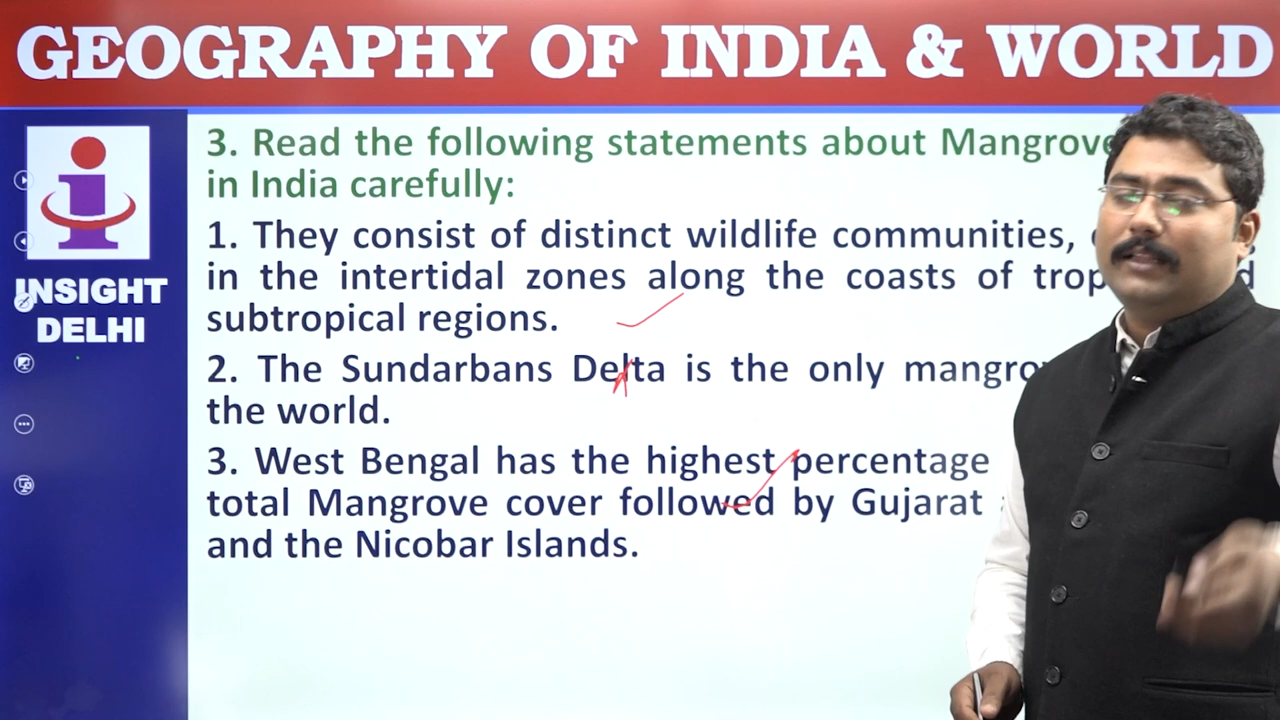 GEOGRAPHY OF INDIA & WORLD
INSIGHT
DELHI
3. Read the following statements about Mangrove
in India carefully:
1. They consist of distinct wildlife communities,
in the intertidal zones along the coasts of
subtropical regions.
2. The Sundarbans Delta is the only
the world.
3. West Bengal has the highest percentage
total Mangrove cover followed by Gujarat
and the Nicobar Islands.